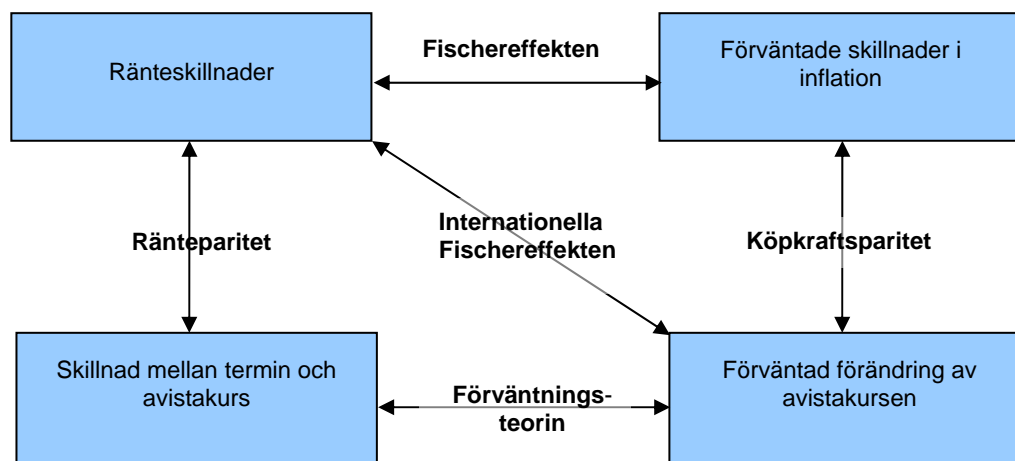 Fischereffekten
Ränteskillnader
Förväntade skillnader i
inflation
Ränteparitet
Internationella
Fischereffekten
Köpkraftsparitet
Skillnad mellan termin och
avistakurs
Förväntnings-
teorin
Förväntad förändring av
avistakursen